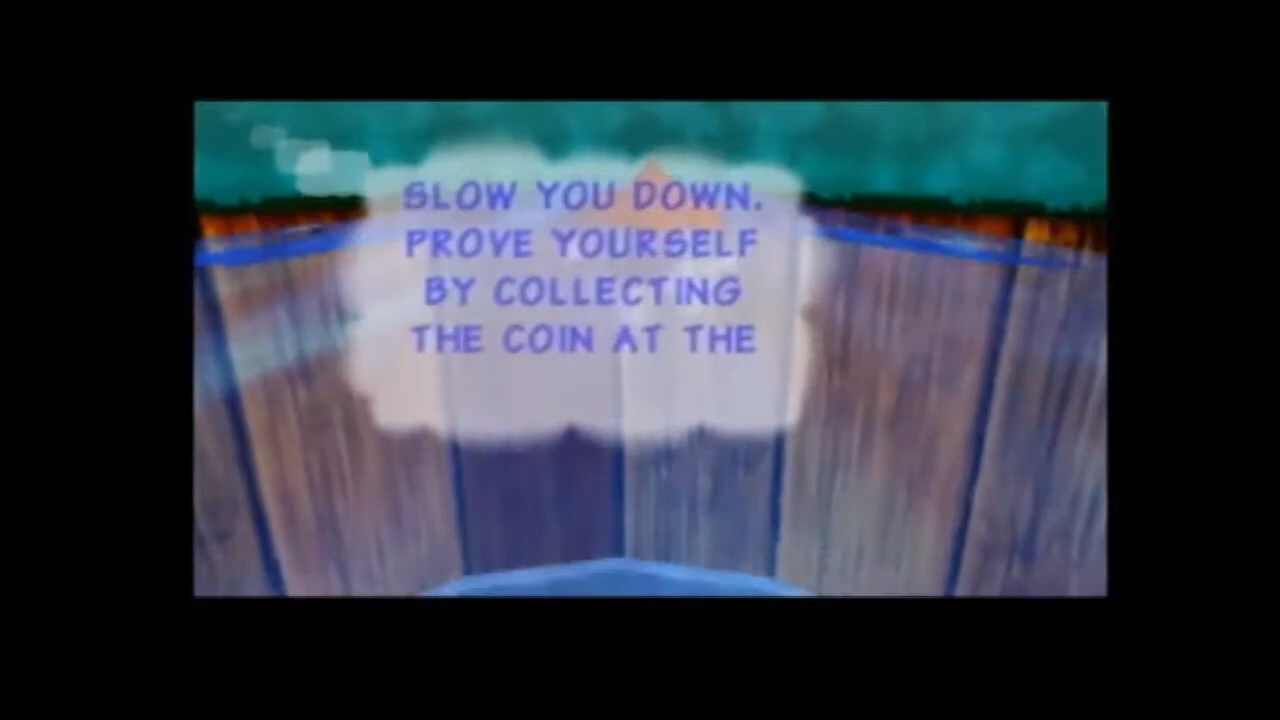 SLOW YOU DOWN.
PROVE YOURSELF
BY COLLECTING
THE COIN AT THE